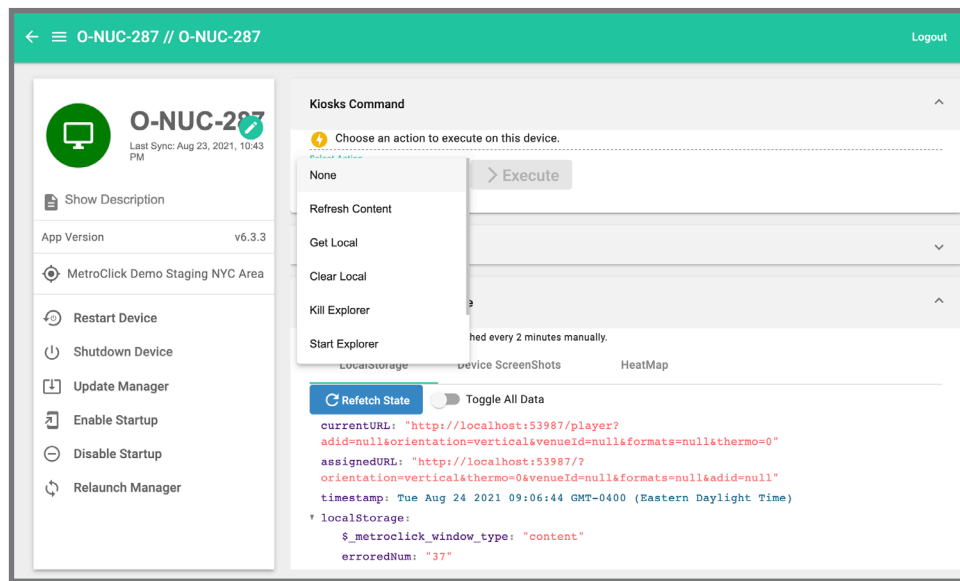 O-NUC-287 // O-NUC-287
Logout
O-NUC-287
Last Sync: Aug 23, 2021, 10:43
PM
Show Description
App Version
v6.3.3
MetroClick Demo Staging NYC Area
Restart Device
Shutdown Device
Update Manager
Enable Startup
Disable Startup
Relaunch Manager
Kiosks Command
Choose an action to execute on this device.
Select Action
None
Refresh Content
Get Local
Clear Local
Kill Explorer
Start Explorer
Execute
every 2 minutes manually.
LocalStorage
Device ScreenShots
HeatMap
Refetch State
Toggle All Data
currentURL: "http://localhost:53987/player?
adid=null&orientation=vertical&venueId=null&formats=null&thermo=0"
assignedURL: "http://localhost:53987/?
orientation=vertical&thermo=0&venueId=null&formats=null&adid=null"
timestamp: Tue Aug 24 2021 09:06:44 GMT-0400 (Eastern Daylight Time)
localStorage:
$_metroclick_window_type: "content"
erroredNum: "37"